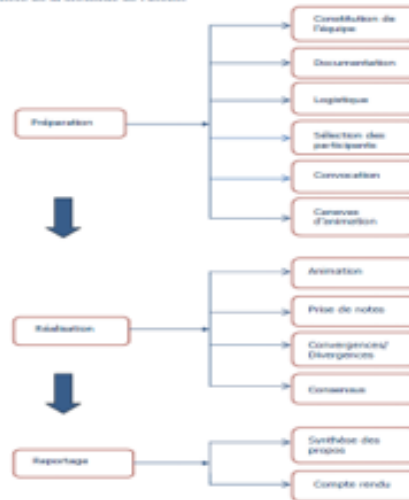 Constitution de
l'équipe
Documentation
Logistique
Préparation
Sélection des
participants
Convocation
Canevas
d'animation
Animation
Prise de notes
Réalisation
Convergences/
Divergences
Consensus
Synthèse des
propos
Reportage
Compte rendu